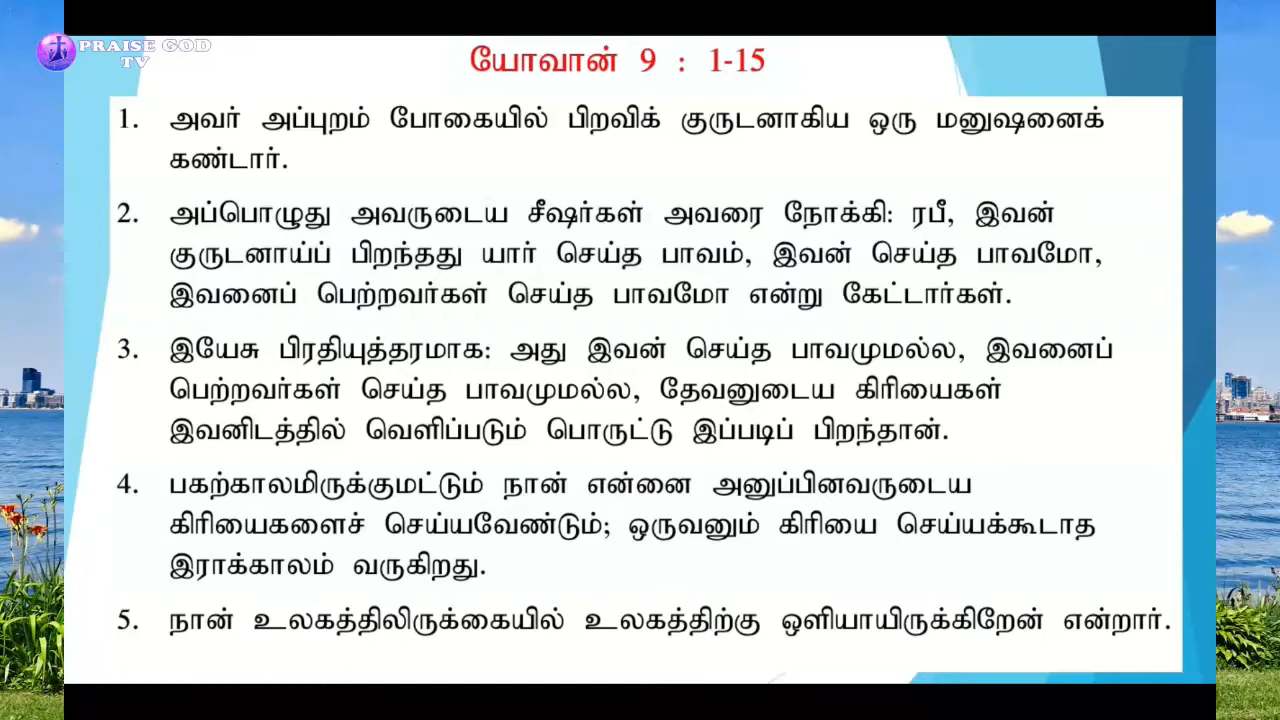 PRAISE GOD
TV
யோவான் 9 : 1-15
1. அவர் அப்புறம் போகையில் பிறவிக் குருடனாகிய ஒரு மனுஷனைக்
கண்டார்.
2. அப்பொழுது அவருடைய சீஷர்கள் அவரை நோக்கி: ரபீ, இவன்
குருடனாய்ப் பிறந்தது யார் செய்த பாவம், இவன் செய்த பாவமோ,
இவனைப் பெற்றவர்கள் செய்த பாவமோ என்று கேட்டார்கள்.
3. இயேசு பிரதியுத்தரமாக: அது இவன் செய்த பாவமுமல்ல, இவனைப்
பெற்றவர்கள் செய்த பாவமுமல்ல, தேவனுடைய கிரியைகள்
இவனிடத்தில் வெளிப்படும் பொருட்டு இப்படிப் பிறந்தான்.
4. பகற்காலமிருக்குமட்டும் நான் என்னை அனுப்பினவருடைய
கிரியைகளைச் செய்யவேண்டும்; ஒருவனும் கிரியை செய்யக்கூடாத
இராக்காலம் வருகிறது.
5. நான் உலகத்திலிருக்கையில் உலகத்திற்கு ஒளியாயிருக்கிறேன் என்றார்.